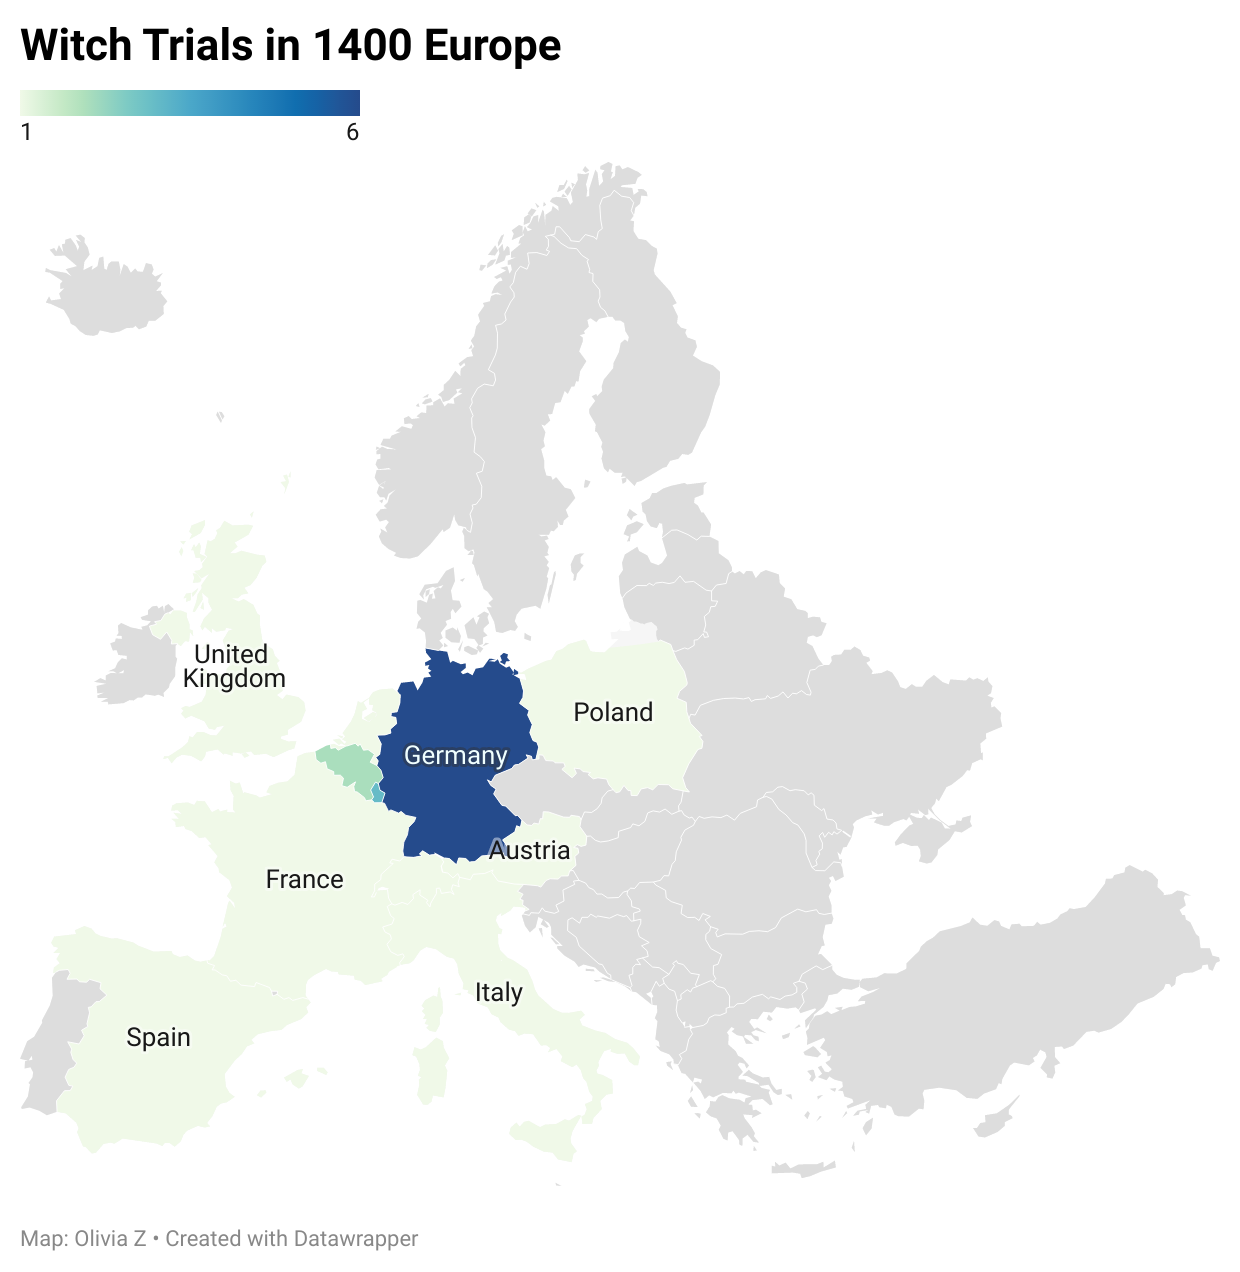 Witch Trials in 1400 Europe
1 6
United
Kingdom
Poland
Germany
Austria
France
Italy
Spain
Map: Olivia Z • Created with Datawrapper